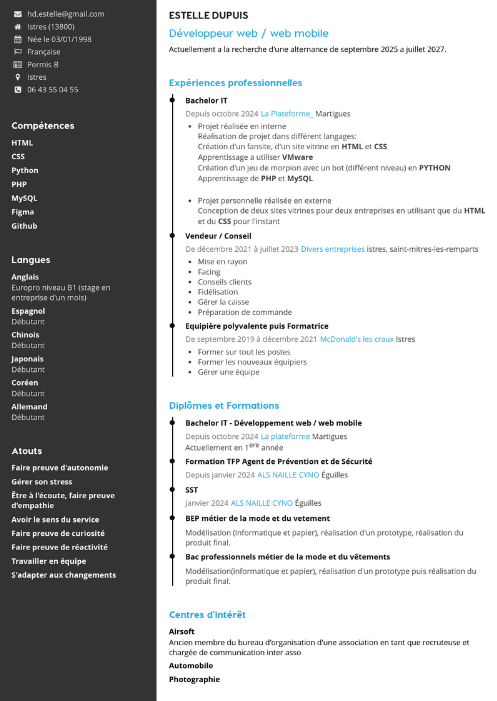 hd.estelle@gmail.com
Istres (13800)
Née le 03/01/1998
Française
Permis B
Istres
06 43 55 04 55
Compétences
HTML
CSS
Python
PHP
MySQL
Figma
Github
Langues
Anglais
Europro niveau B1 (stage en
entreprise d'un mois)
Espagnol
Débutant
Chinois
Débutant
Japonais
Débutant
Coréen
Débutant
Allemand
Débutant
Atouts
Faire preuve d'autonomie
Gérer son stress
Être à l'écoute, faire preuve
d'empathie
Avoir le sens du service
Faire preuve de curiosité
Faire preuve de réactivité
Travailler en équipe
S'adapter aux changements
ESTELLE DUPUIS
Développeur web / web mobile
Actuellement a la recherche d'une alternance de septembre 2025 a juillet 2027.
Expériences professionnelles
Bachelor IT
Depuis octobre 2024 La Plateforme_ Martigues
• Projet réalisée en interne
Réalisation de projet dans différent langages:
Création d'un fansite, d'un site vitrine en HTML et CSS
Apprentissage a utiliser VMware
Création d'un jeu de morpion avec un bot (différent niveau) en PYTHON
Apprentissage de PHP et MySQL
• Projet personnelle réalisée en externe
Conception de deux sites vitrines pour deux entreprises en utilisant que du HTML
et du CSS pour l'instant
Vendeur / Conseil
De décembre 2021 à juillet 2023 Divers entreprises istres, saint-mitres-les-remparts
• Mise en rayon
• Facing
• Conseils clients
• Fidélisation
• Gérer la caisse
• Préparation de commande
Equipière polyvalente puis Formatrice
De septembre 2019 à décembre 2021 McDonald's les craux Istres
• Former sur tout les postes
• Former les nouveaux équipiers
• Gérer une équipe
Diplômes et Formations
Bachelor IT - Développement web / web mobile
Depuis octobre 2024 La plateforme Martigues
Actuellement en 1ere année
Formation TFP Agent de Prévention et de Sécurité
Depuis janvier 2024 ALS NAILLE CYNO Éguilles
SST
Janvier 2024 ALS NAILLE CYNO Éguilles
BEP métier de la mode et du vetement
Modélisation (informatique et papier), réalisation d'un prototype, réalisation du
produit final.
Bac professionnels métier de la mode et du vêtements
Modélisation(informatique et papier), réalisation d'un prototype puis réalisation du
produit final.
Centres d'intérêt
Airsoft
Ancien membre du bureau d'organisation d'une association en tant que recruteuse et
chargée de communication inter asso
Automobile
Photographie